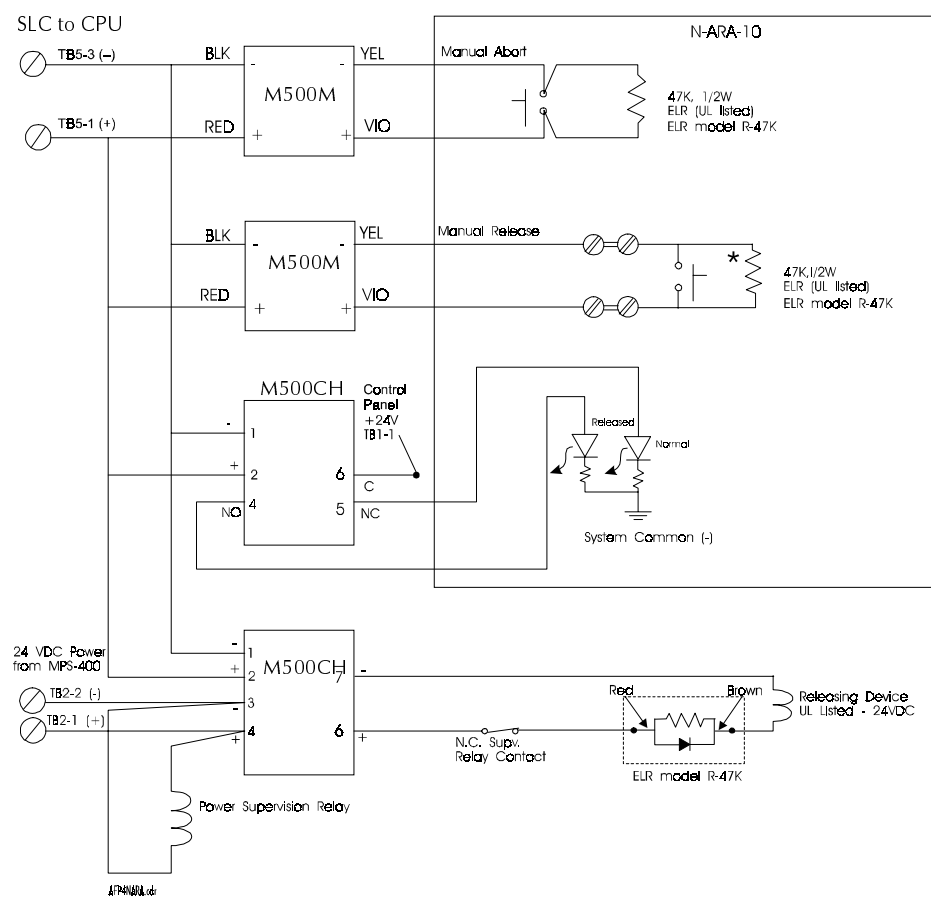 SLC to CPU
N-ARA-10
TB5-3 (–)
BLK
-
-
YEL
Manual Abort
M500M
47K, 1/2W
ELR (UL listed)
ELR model R-47K
TB5-1 (+)
RED
+
+
VIO
BLK
-
-
YEL
Manual Release
M500M
*
47K,1/2W
ELR (UL listed)
ELR model R-47K
RED
+
+
VIO
M500CH
Control
Panel
+24V
TB1-1
Released
Normal
-
1
+
2
6
C
NO
4
5
NC
System Common (-)
24 VDC Power
from MPS-400
-
1
M500CH
+
2
7
-
TB2-2 (-)
3
-
TB2-1 (+)
4
+
6
+
N.C. Supv.
Relay Contact
Red
Brown
Releasing Device
UL Listed - 24VDC
ELR model R-47K
Power Supervision Relay
AFP4NARA.cdr